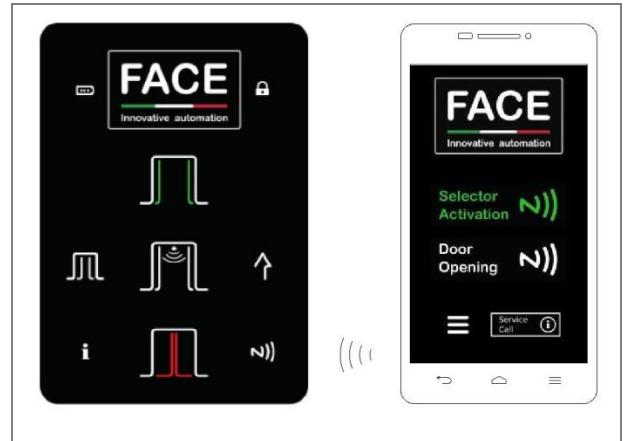 FACE
Innovative automation
i
FACE
Innovative automation
Selector
Activation
Door
Opening
Service
Call
i